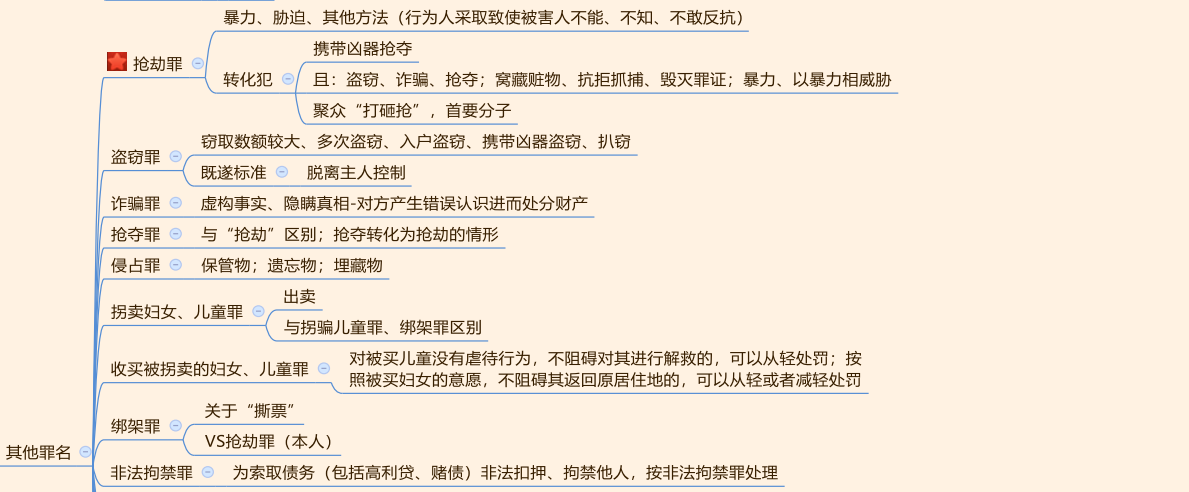 暴力、胁迫、其他方法（行为人采取致使被害人不能、不知、不敢反抗）
抢劫罪
携带凶器抢夺
转化犯
且：盗窃、诈骗、抢夺；窝藏赃物、抗拒抓捕、毁灭罪证；暴力、以暴力相威胁
聚众“打砸抢”，首要分子
窃取数额较大、多次盗窃、入户盗窃、携带凶器盗窃、扒窃
盗窃罪
既遂标准
脱离主人控制
诈骗罪
虚构事实、隐瞒真相-对方产生错误认识进而处分财产
抢夺罪
与“抢劫”区别；抢夺转化为抢劫的情形
侵占罪
保管物；遗忘物；埋藏物
出卖
拐卖妇女、儿童罪
与拐骗儿童罪、绑架罪区别
收买被拐卖的妇女、儿童罪
对被买儿童没有虐待行为，不阻碍对其进行解救的，可以从轻处罚；按
照被买妇女的意愿，不阻碍其返回原居住地的，可以从轻或者减轻处罚
关于“撕票”
绑架罪
VS抢劫罪（本人）
其他罪名
非法拘禁罪
为索取债务（包括高利贷、赌债）非法扣押、拘禁他人，按非法拘禁罪处理